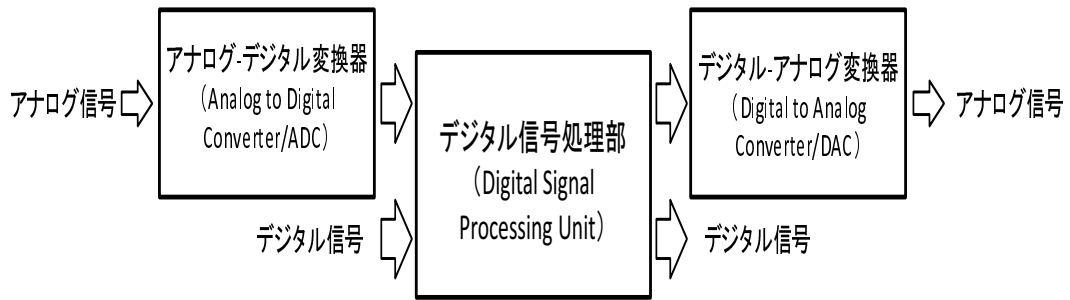 アナログ信号
アナログ-デジタル変換器
（Analog to Digital
Converter/ADC）
デジタル信号
デジタル信号処理部
（Digital Signal
Processing Unit）
デジタル-アナログ変換器
（Digital to Analog
Converter/DAC）
アナログ信号
デジタル信号